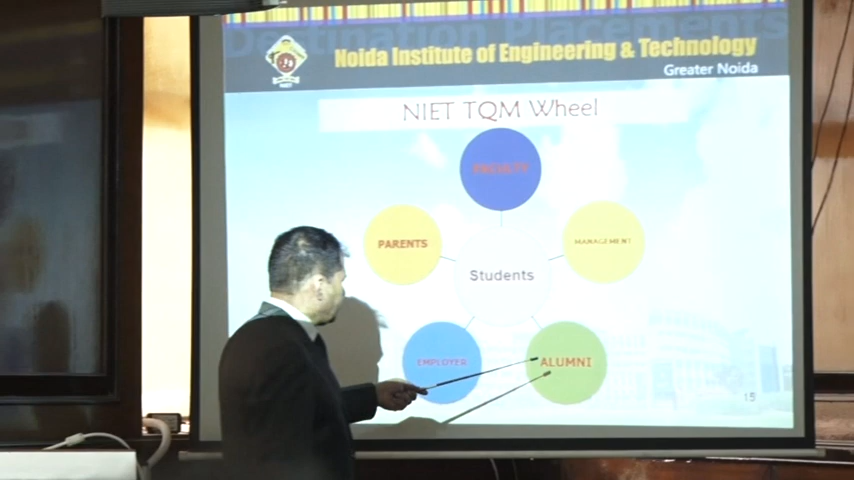 Destination Placements
Noida Institute of Engineering & Technology
Greater Noida
NIET TQM Wheel
FACULTY
PARENTS
MANAGEMENT
Students
EMPLOYER
ALUMNI
15